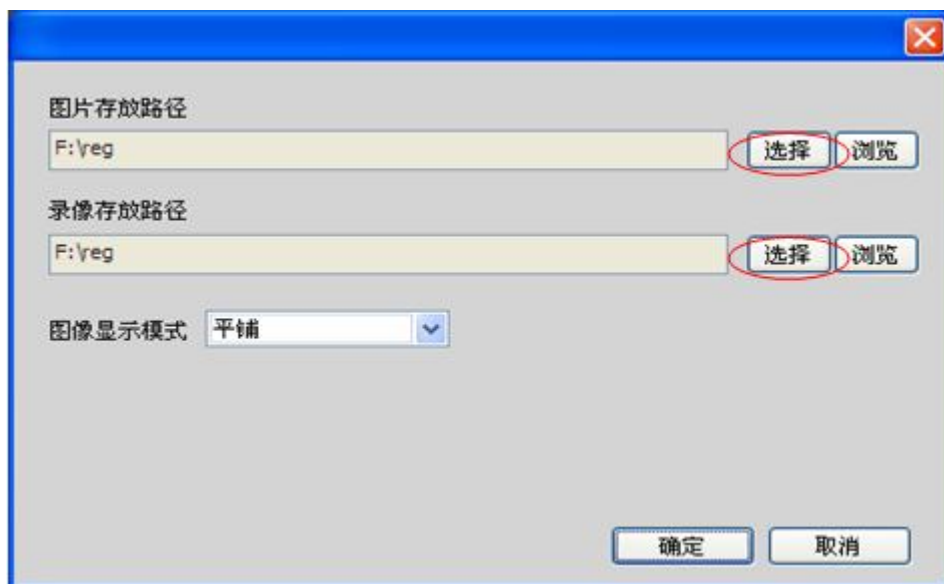 图片存放路径
F:\reg 选择 浏览
录像存放路径
F:\reg 选择 浏览
图像显示模式 平铺
确定 取消